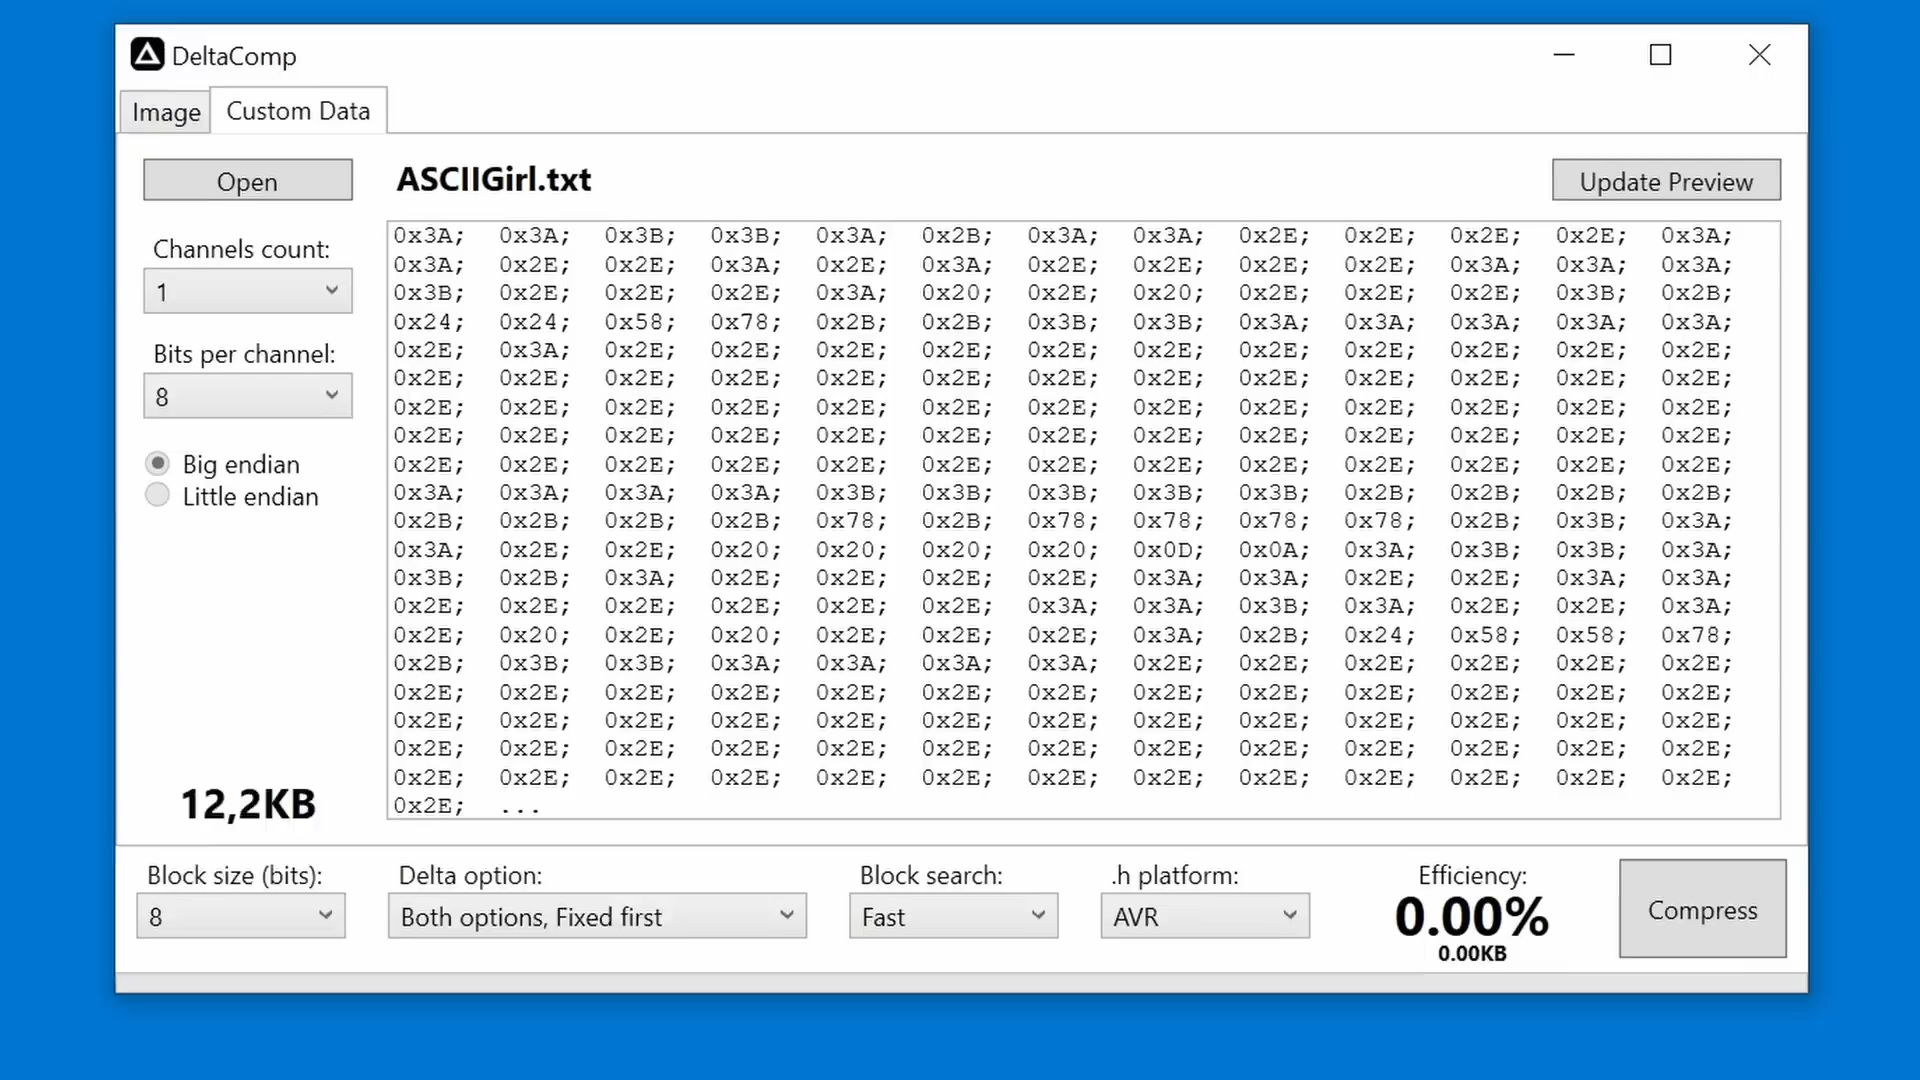 DeltaComp
Image Custom Data
Open ASCIIGirl.txt Update Preview
Channels count:
1
Bits per channel:
8
Big endian
Little endian
12,2KB
0x3A; 0x3A; 0x3B; 0x3B; 0x3A; 0x2B; 0x3A; 0x3A; 0x2E; 0x2E; 0x2E; 0x2E; 0x3A;
0x3A; 0x2E; 0x2E; 0x3A; 0x2E; 0x3A; 0x2E; 0x2E; 0x2E; 0x2E; 0x3A; 0x3A; 0x3A;
0x3B; 0x2E; 0x2E; 0x2E; 0x3A; 0x20; 0x2E; 0x20; 0x2E; 0x2E; 0x2E; 0x3B; 0x2B;
0x24; 0x24; 0x58; 0x78; 0x2B; 0x2B; 0x3B; 0x3B; 0x3A; 0x3A; 0x3A; 0x3A; 0x3A;
0x2E; 0x3A; 0x2E; 0x2E; 0x2E; 0x2E; 0x2E; 0x2E; 0x2E; 0x2E; 0x2E; 0x2E; 0x2E;
0x2E; 0x2E; 0x2E; 0x2E; 0x2E; 0x2E; 0x2E; 0x2E; 0x2E; 0x2E; 0x2E; 0x2E; 0x2E;
0x2E; 0x2E; 0x2E; 0x2E; 0x2E; 0x2E; 0x2E; 0x2E; 0x2E; 0x2E; 0x2E; 0x2E; 0x2E;
0x2E; 0x2E; 0x2E; 0x2E; 0x2E; 0x2E; 0x2E; 0x2E; 0x2E; 0x2E; 0x2E; 0x2E; 0x2E;
0x2E; 0x2E; 0x2E; 0x2E; 0x2E; 0x2E; 0x2E; 0x2E; 0x2E; 0x2E; 0x2E; 0x2E; 0x2E;
0x3A; 0x3A; 0x3A; 0x3A; 0x3B; 0x3B; 0x3B; 0x3B; 0x3B; 0x2B; 0x2B; 0x2B; 0x2B;
0x2B; 0x2B; 0x2B; 0x2B; 0x78; 0x2B; 0x78; 0x78; 0x78; 0x78; 0x2B; 0x3B; 0x3A;
0x3A; 0x2E; 0x2E; 0x20; 0x20; 0x20; 0x20; 0x0D; 0x0A; 0x3A; 0x3B; 0x3B; 0x3A;
0x3B; 0x2B; 0x3A; 0x2E; 0x2E; 0x2E; 0x2E; 0x3A; 0x3A; 0x2E; 0x2E; 0x3A; 0x3A;
0x2E; 0x2E; 0x2E; 0x2E; 0x2E; 0x2E; 0x3A; 0x3A; 0x3B; 0x3A; 0x2E; 0x2E; 0x3A;
0x2E; 0x20; 0x2E; 0x20; 0x2E; 0x2E; 0x2E; 0x3A; 0x2B; 0x24; 0x58; 0x58; 0x78;
0x2B; 0x3B; 0x3B; 0x3A; 0x3A; 0x3A; 0x3A; 0x2E; 0x2E; 0x2E; 0x2E; 0x2E; 0x2E;
0x2E; 0x2E; 0x2E; 0x2E; 0x2E; 0x2E; 0x2E; 0x2E; 0x2E; 0x2E; 0x2E; 0x2E; 0x2E;
0x2E; 0x2E; 0x2E; 0x2E; 0x2E; 0x2E; 0x2E; 0x2E; 0x2E; 0x2E; 0x2E; 0x2E; 0x2E;
0x2E; 0x2E; 0x2E; 0x2E; 0x2E; 0x2E; 0x2E; 0x2E; 0x2E; 0x2E; 0x2E; 0x2E; 0x2E;
0x2E; 0x2E; 0x2E; 0x2E; 0x2E; 0x2E; 0x2E; 0x2E; 0x2E; 0x2E; 0x2E; 0x2E; 0x2E;
0x2E; ...
Block size (bits): Delta option: Block search: .h platform: Efficiency:
8 Both options, Fixed first Fast AVR 0.00% Compress
0.00KB